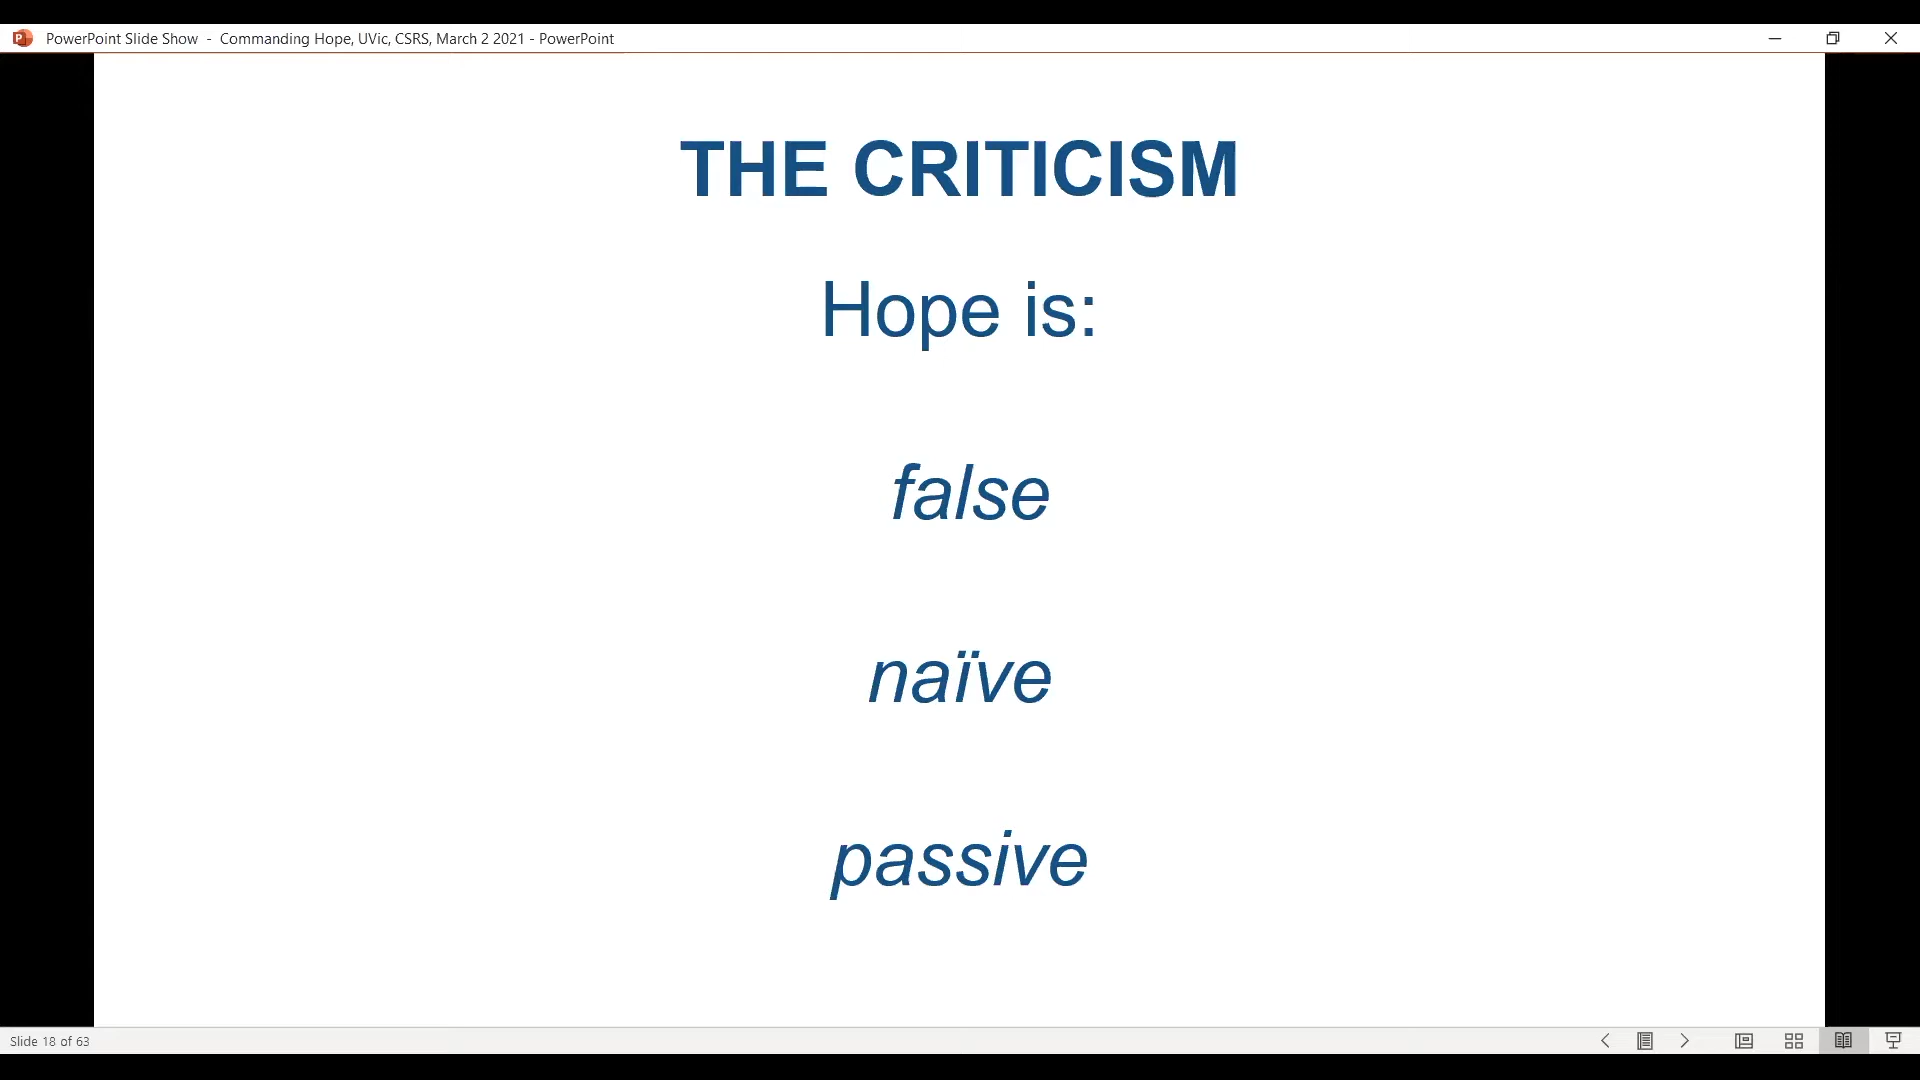 PowerPoint Slide Show - Commanding Hope, UVic, CSRS, March 2 2021 - PowerPoint
THE CRITICISM
Hope is:
false
naïve
passive
Slide 18 of 63